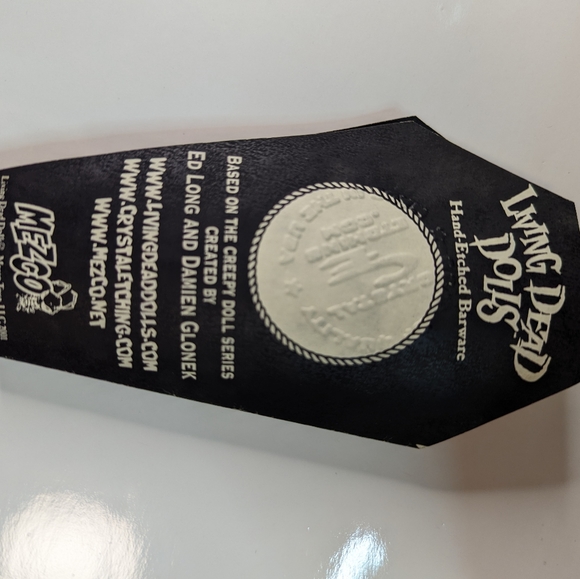 LIVING DEAD
DOLLS
Hand-Etched Barware
BASED ON THE CREEPY DOLL SERIES
CREATED BY
ED LONG AND DAMIEN GLONEK
WWW.LIVINGDEADDOLLS.COM
WWW.CRYSTALETCHING.COM
WWW.MEZCO.NET
MEZCO